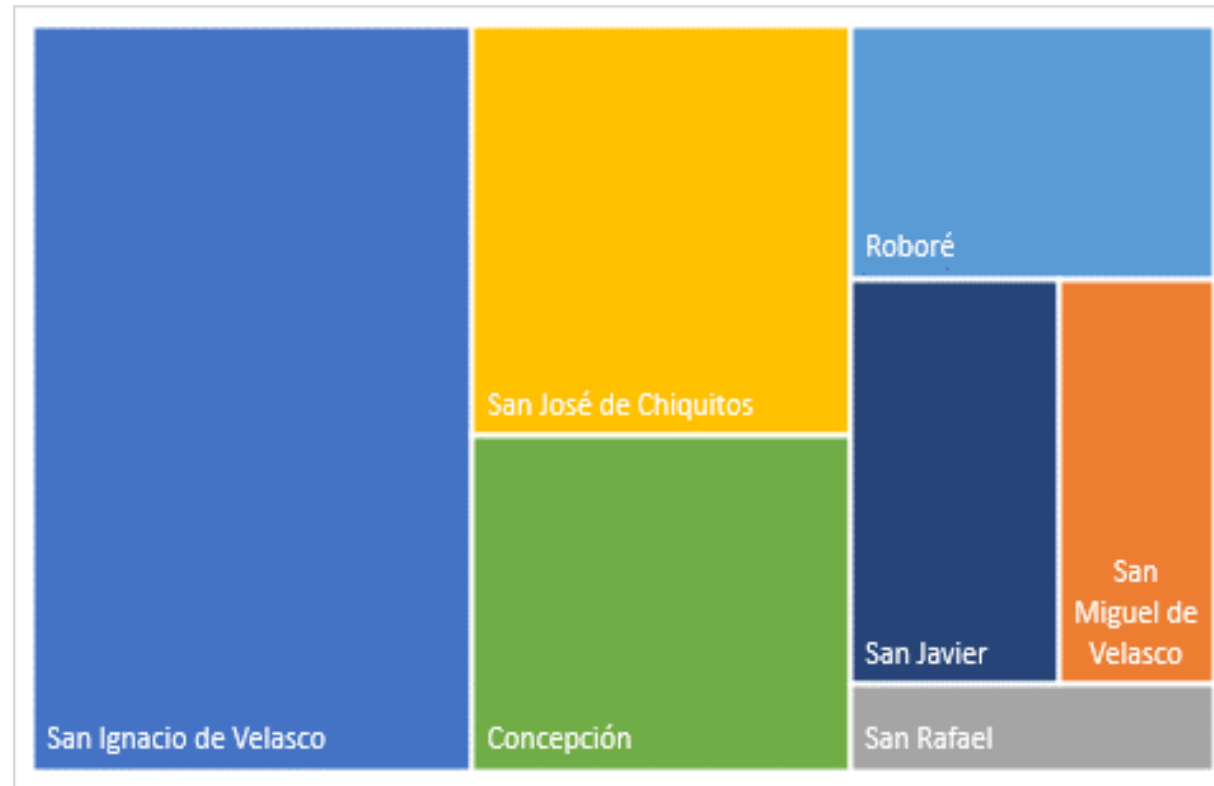 Roboré
San José de Chiquitos
San
Miguel de
Velasco
San Javier
San Ignacio de Velasco
Concepción
San Rafael